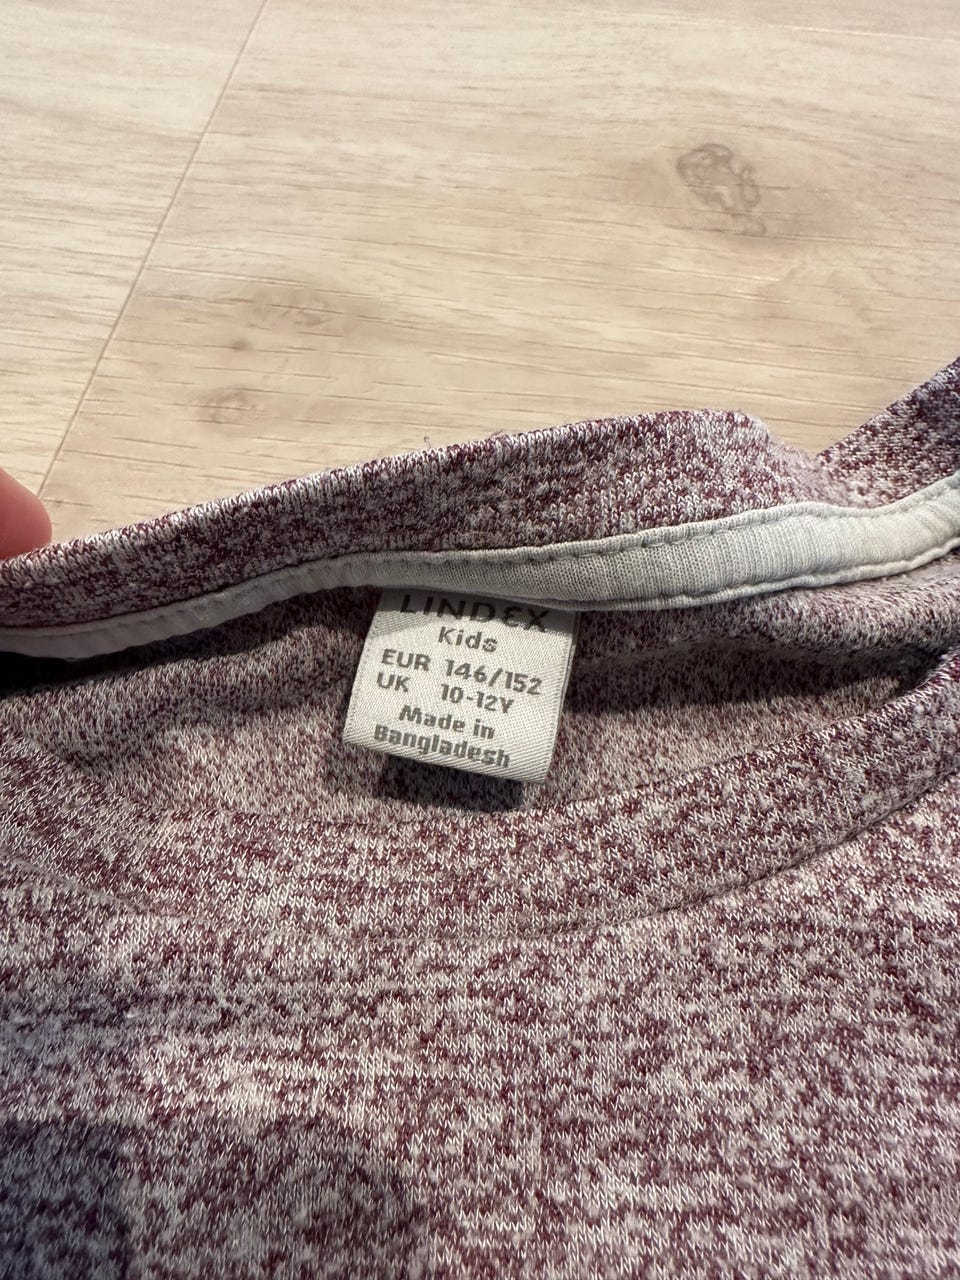 LINDEX
Kids
EUR 146/152
UK 10-12Y
Made in
Bangladesh